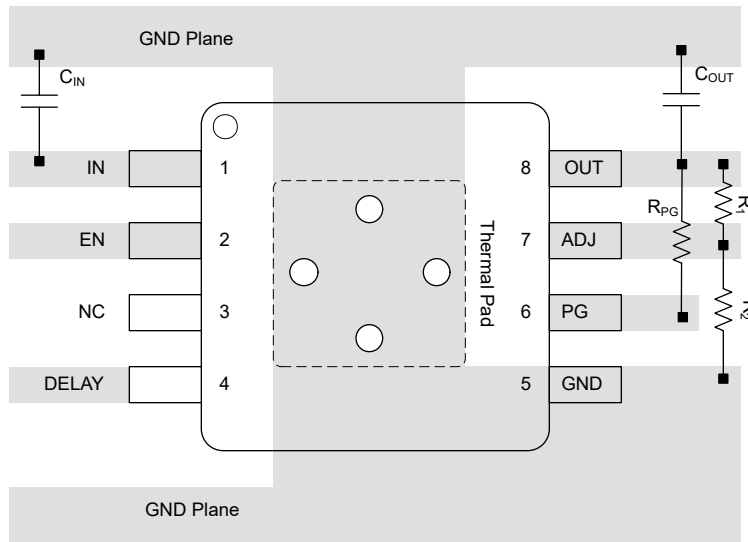 GND Plane
CIN
COUT
IN 1
8 OUT
RPG
R1
EN 2
7 ADJ
Thermal Pad
NC 3
6 PG
R2
DELAY 4
5 GND
GND Plane